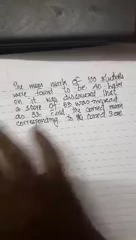 The mean mark of 100 students
were found to be 40. Later
on it was discovered that
a score of 53 was misread
as 83. Find the correct mean
corresponding to the correct score